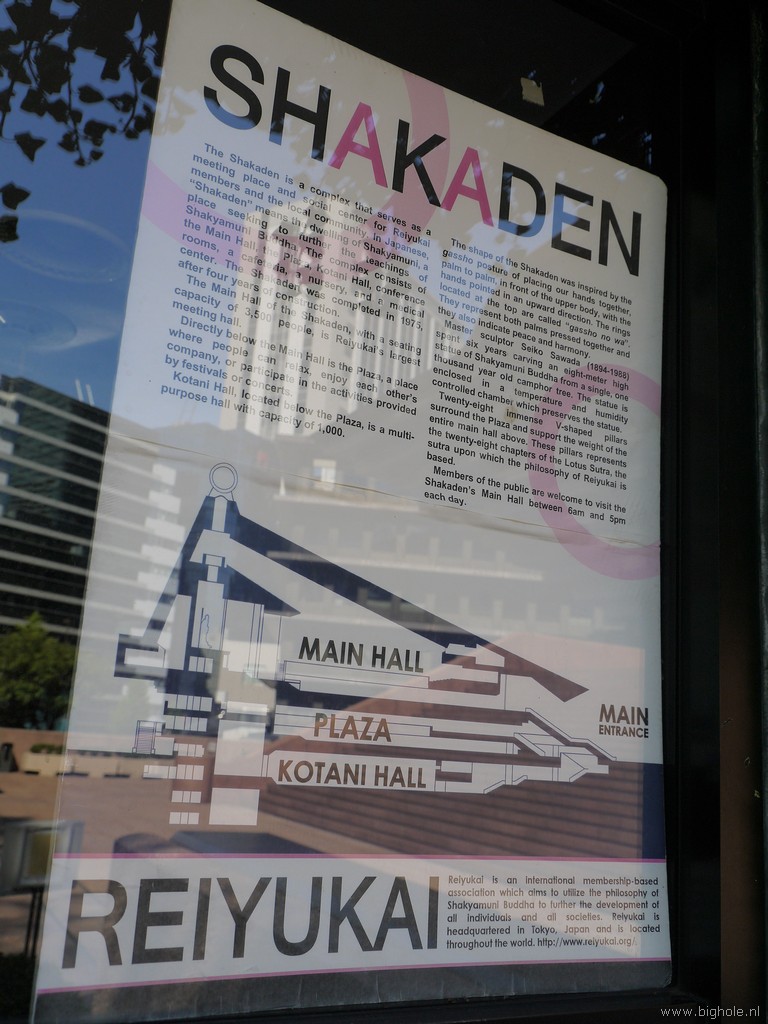 SHAKADEN
The Shakaden is a complex that serves as a
meeting place and social center for Reiyukai
members and the local community. In Japanese,
"Shakaden" means the dwelling of Shakyamuni, a
place seeking to further the teachings of
Shakyamuni Buddha. The complex consists of
the Main Hall, the Plaza, Kotani Hall, conference
rooms, a cafeteria, a nursery, and a medical
center. The Shakaden was completed in 1975,
after four years of construction.
The Main Hall of the Shakaden, with a seating
capacity of 3,500 people, is Reiyukai's largest
meeting hall.
Directly below the Main Hall is the Plaza, a place
where people can relax, enjoy each other's
company, or participate in the activities provided
by festivals or concerts.
Kotani Hall, located below the Plaza, is a multi-
purpose hall with capacity of 1,000.
The shape of the Shakaden was inspired by the
gassho posture of placing our hands together,
palm to palm, in front of the upper body, with the
hands pointed in an upward direction. The rings
located at the top are called "gassho no wa".
They represent both palms pressed together and
they also indicate peace and harmony.
Master sculptor Seiko Sawada (1894-1988)
spent six years carving an eight-meter high
statue of Shakyamuni Buddha from a single, one
thousand year old camphor tree. The statue is
enclosed in a temperature and humidity
controlled chamber which preserves the statue.
Twenty-eight immense V-shaped pillars
surround the Plaza and support the weight of the
entire main hall above. These pillars represents
the twenty-eight chapters of the Lotus Sutra, the
sutra upon which the philosophy of Reiyukai is
based.
Members of the public are welcome to visit the
Shakaden's Main Hall between 6am and 5pm
each day.
MAIN HALL
PLAZA
KOTANI HALL
MAIN
ENTRANCE
REIYUKAI
Reiyukai is an international membership-based
association which aims to utilize the philosophy of
Shakyamuni Buddha to further the development of
all individuals and all societies. Reiyukai is
headquartered in Tokyo, Japan and is located
throughout the world. http://www.reiyukai.org/
www.bighole.nl